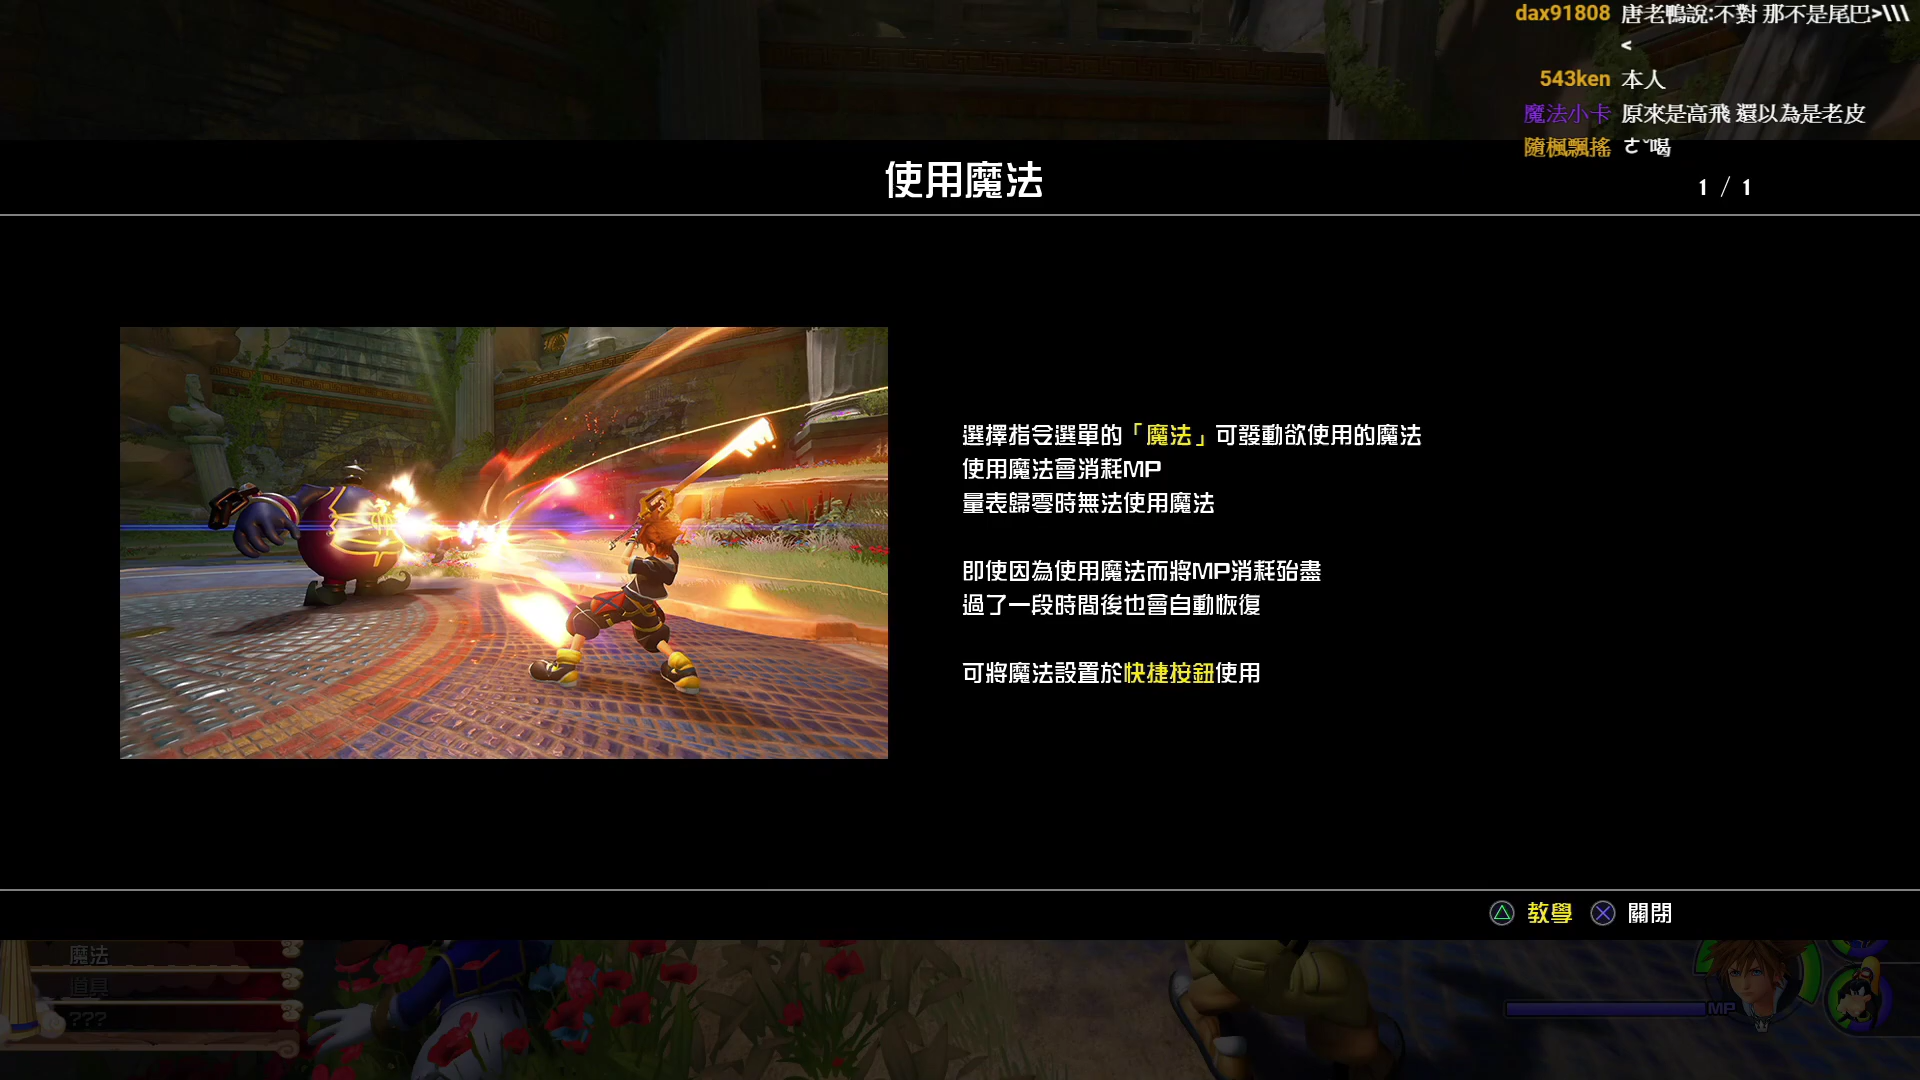 dax91808 唐老鴨說:不對 那不是尾巴>\\\
<
543ken 本人
魔法小卡 原來是高飛 還以為是老皮
隨楓飄搖 ㄜˋ喝
使用魔法
1 / 1
選擇指令選單的「魔法」可發動欲使用的魔法
使用魔法會消耗MP
量表歸零時無法使用魔法
即使因為使用魔法而將MP消耗殆盡
過了一段時間後也會自動恢復
可將魔法設置於快捷按鈕使用
教學 關閉
魔法
道具
???
MP